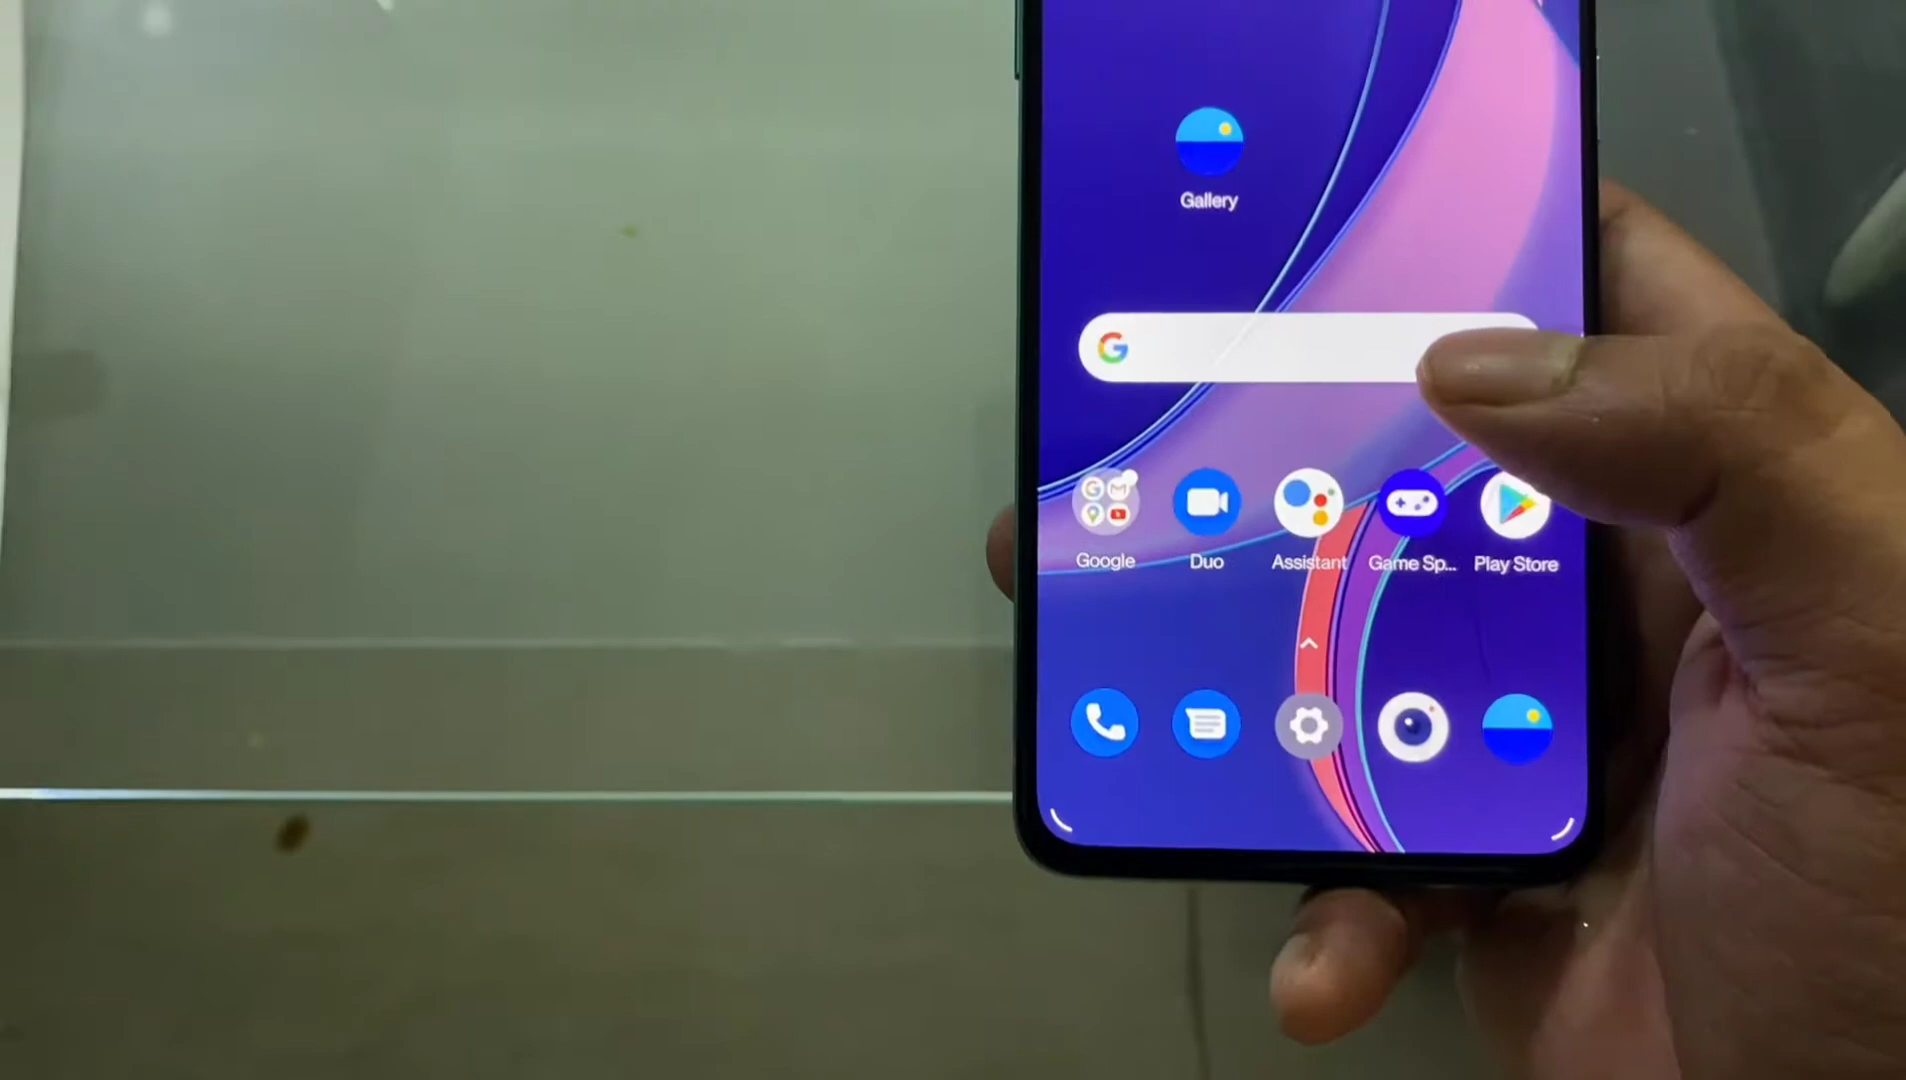 Gallery
G
Google
Duo
Assistant
Game Sp...
Play Store